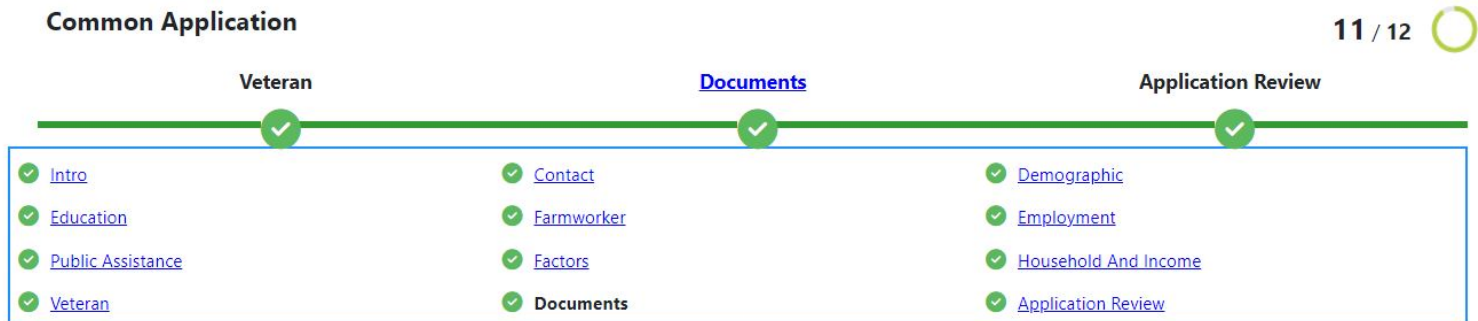 Common Application
11 / 12
Veteran Documents Application Review
Intro Contact Demographic
Education Farmworker Employment
Public Assistance Factors Household And Income
Veteran Documents Application Review